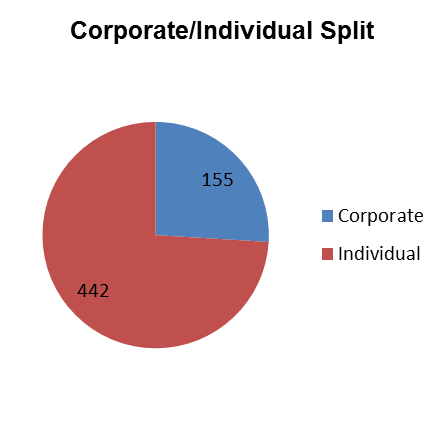 Corporate/Individual Split
155
Corporate
Individual
442